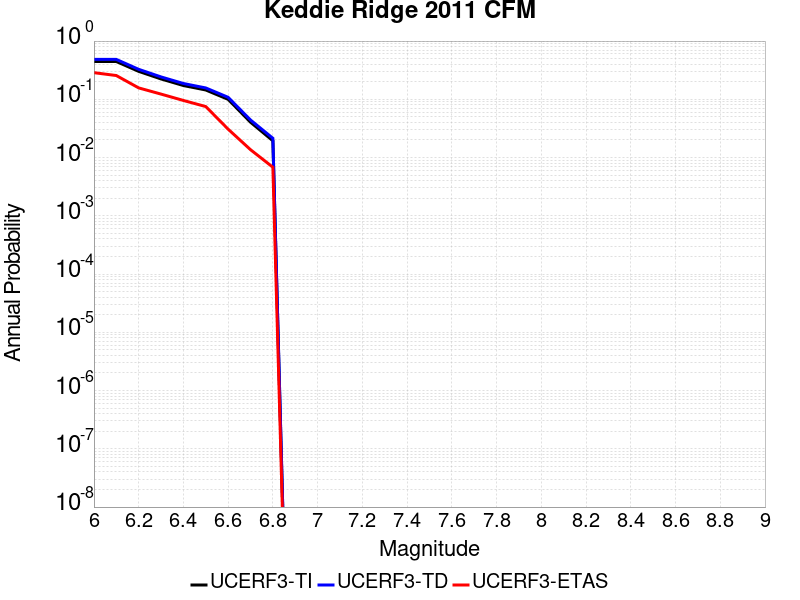 Keddie Ridge 2011 CFM
10^0
10^-1
10^-2
10^-3
10^-4
10^-5
10^-6
10^-7
10^-8
Annual Probability
6 6.2 6.4 6.6 6.8 7 7.2 7.4 7.6 7.8 8 8.2 8.4 8.6 8.8 9
Magnitude
UCERF3-TI UCERF3-TD UCERF3-ETAS